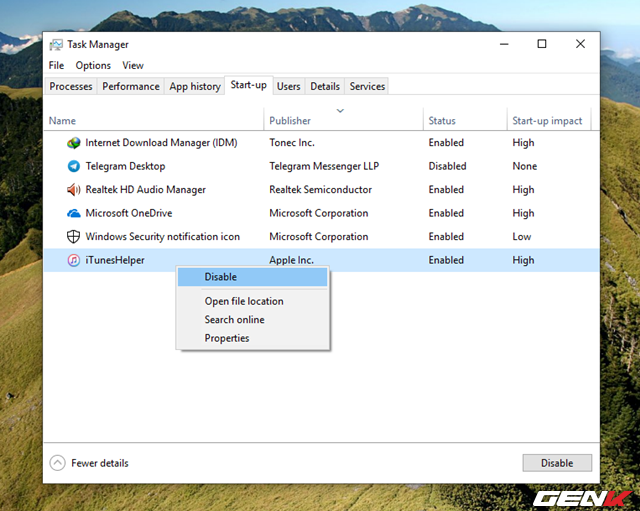 Task Manager
File Options View
Processes Performance App history Start-up Users Details Services
Name Publisher Status Start-up impact
Internet Download Manager (IDM) Tonec Inc. Enabled High
Telegram Desktop Telegram Messenger LLP Disabled None
Realtek HD Audio Manager Realtek Semiconductor Enabled High
Microsoft OneDrive Microsoft Corporation Enabled High
Windows Security notification icon Microsoft Corporation Enabled Low
iTunesHelper Apple Inc. Enabled High
Disable
Open file location
Search online
Properties
Fewer details Disable
GENK